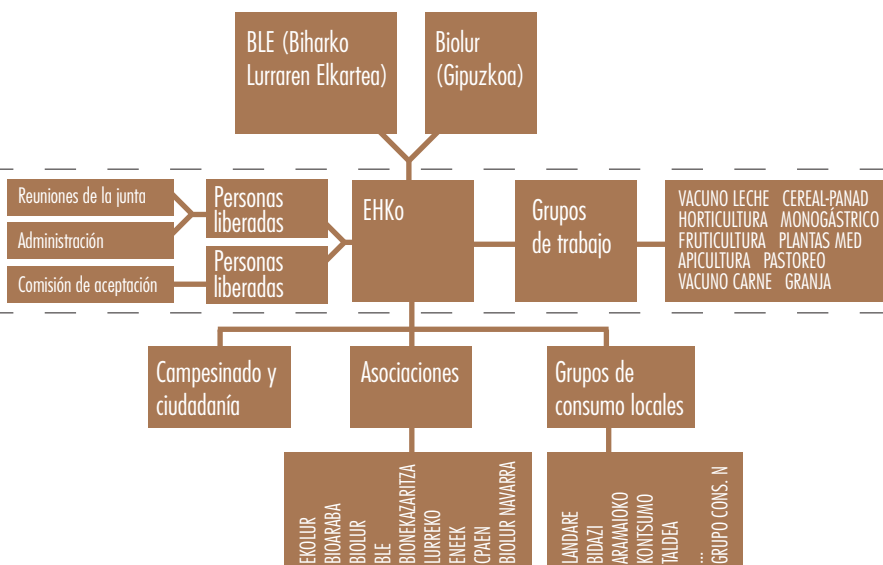 BLE (Biharko
Lurraren Elkartea)
Biolur
(Gipuzkoa)
Reuniones de la junta
Administración
Comisión de aceptación
Personas
liberadas
Personas
liberadas
EHKo
Grupos
de trabajo
VACUNO LECHE CEREAL-PANAD
HORTICULTURA MONOGÁSTRICO
FRUTICULTURA PLANTAS MED
APICULTURA PASTOREO
VACUNO CARNE GRANJA
Campesinado y
ciudadanía
Asociaciones
Grupos de
consumo locales
EKOLUR
BIOARABA
BIOLUR
BLE
BIONEKAZARITZA
LURREKO
ENEEK
CPAEN
BIOLUR NAVARRA
LANDARE
BIDAZI
ARAMAIOKO
KONTSUMO
TALDEA
...
GRUPO CONS. N